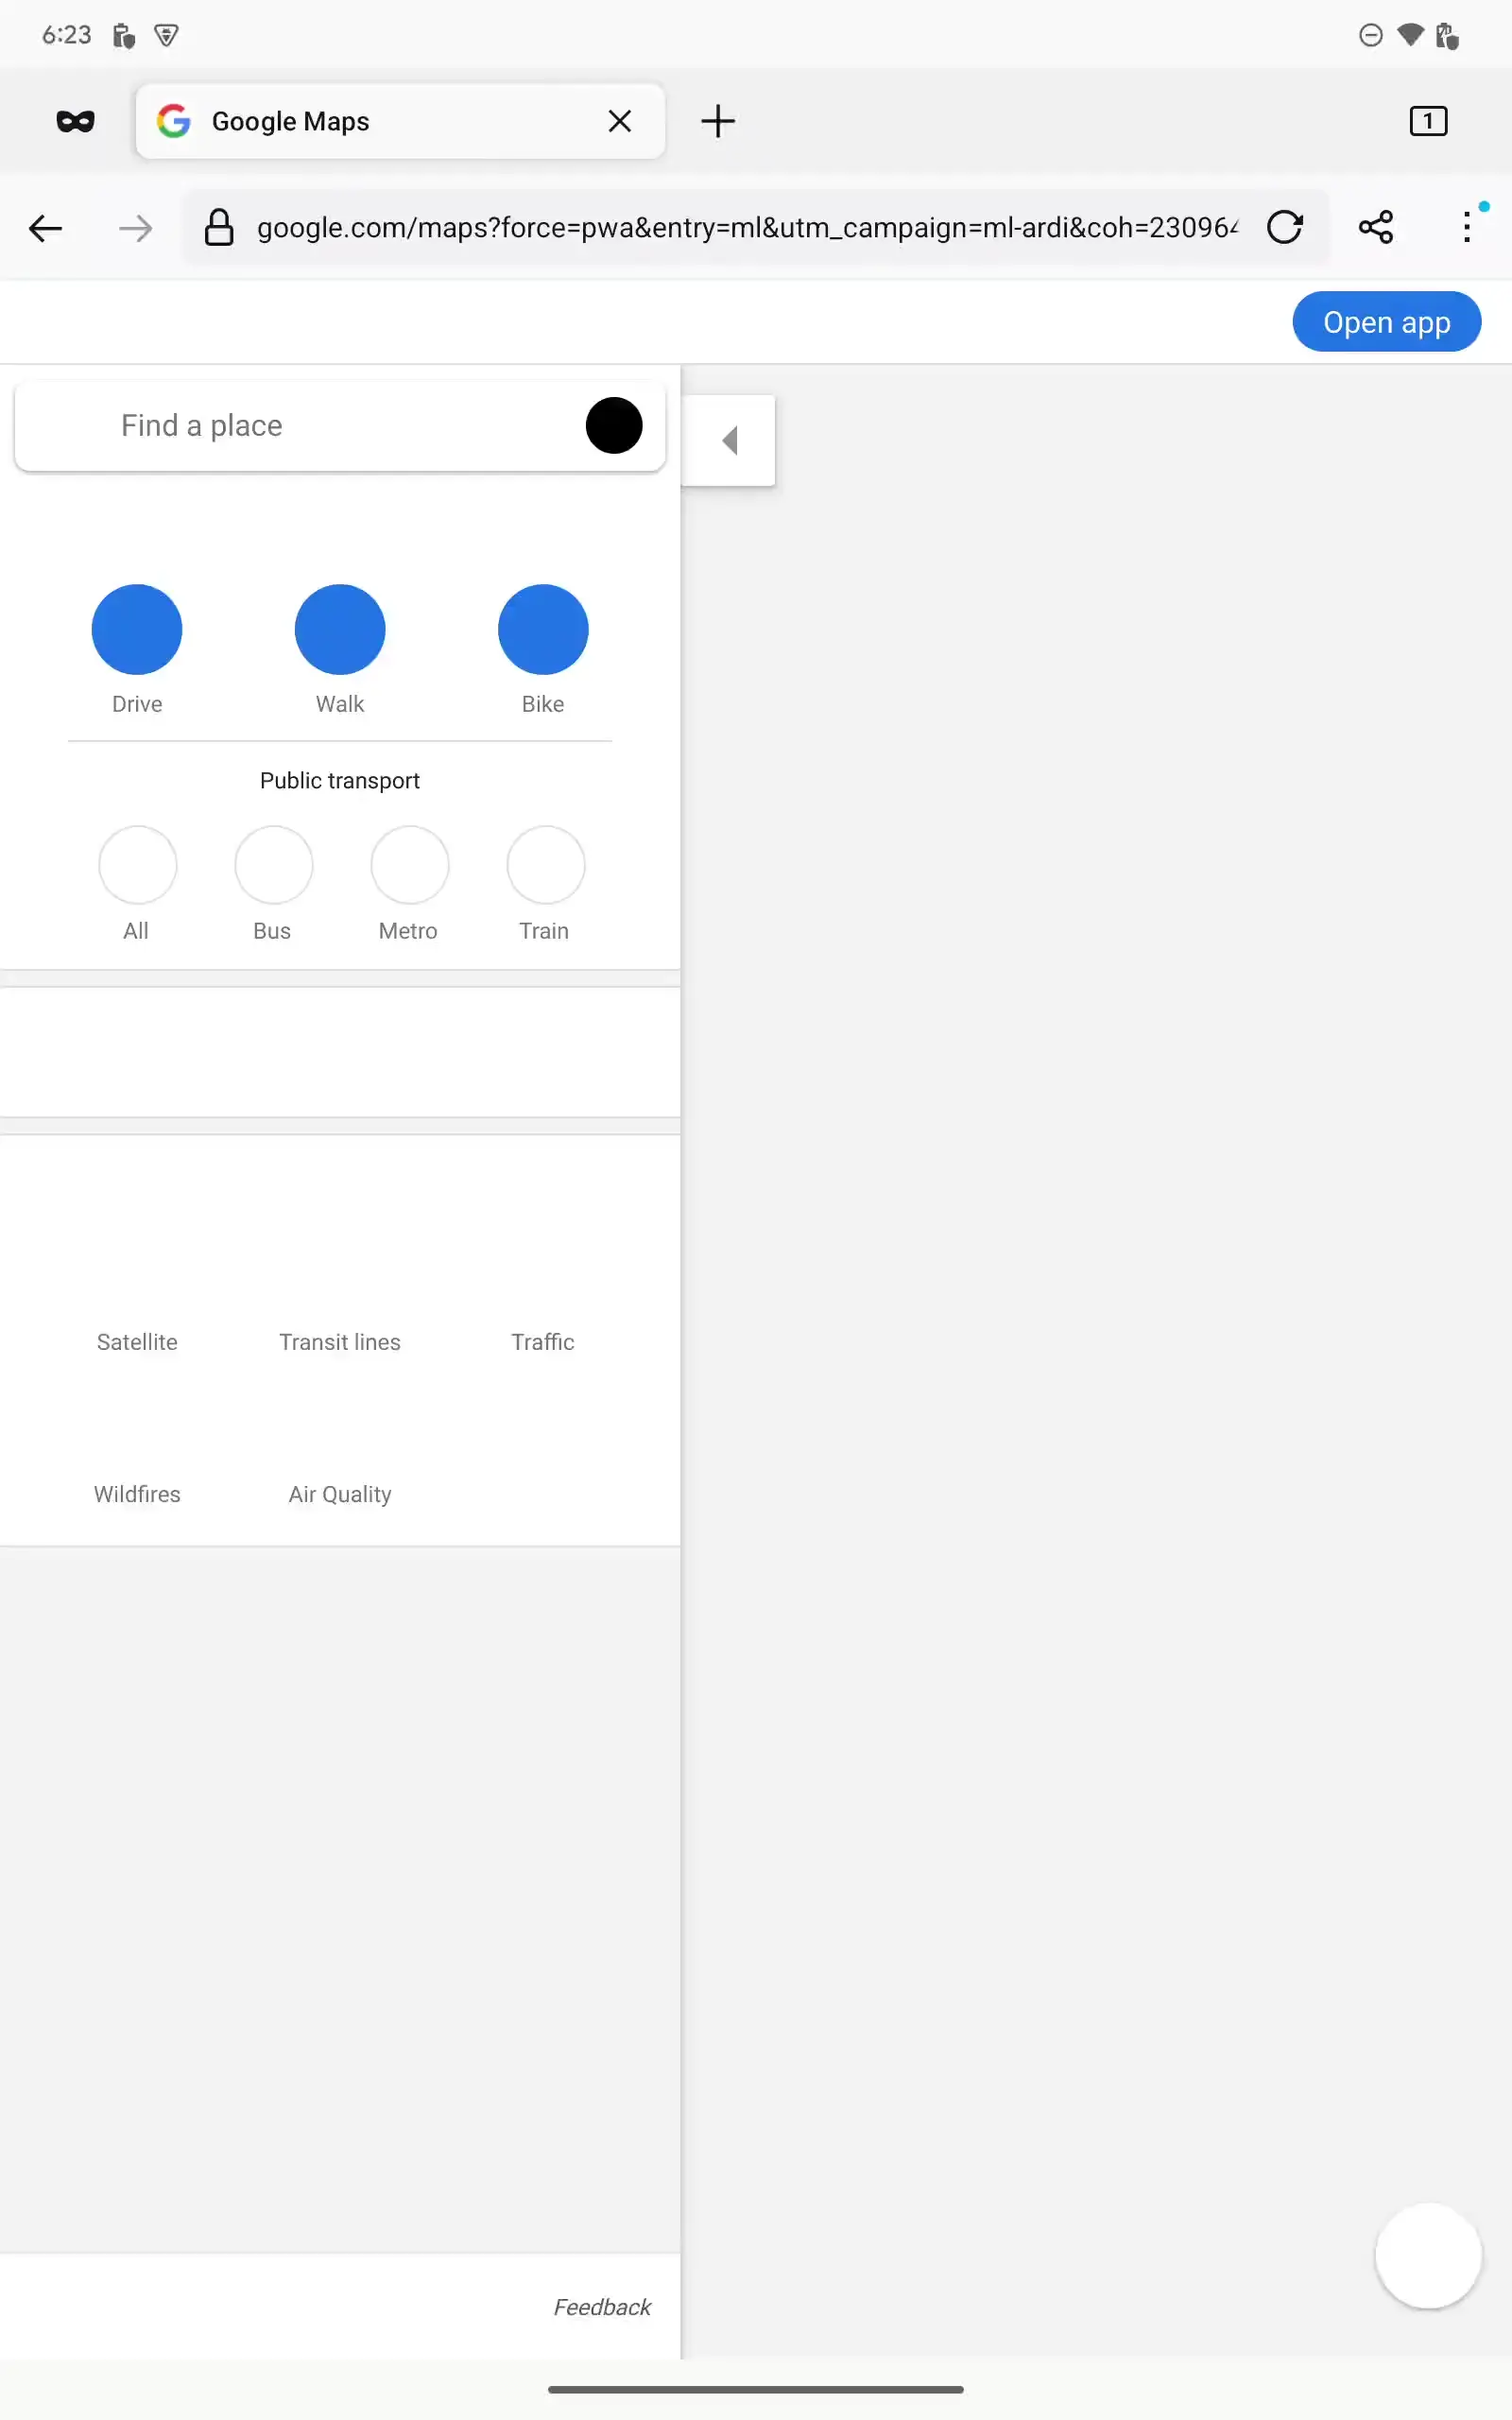 6:23
Google Maps
1
google.com/maps?force=pwa&entry=ml&utm_campaign=ml-ardi&coh=23096
Open app
Find a place
Drive
Walk
Bike
Public transport
All
Bus
Metro
Train
Satellite
Transit lines
Traffic
Wildfires
Air Quality
Feedback